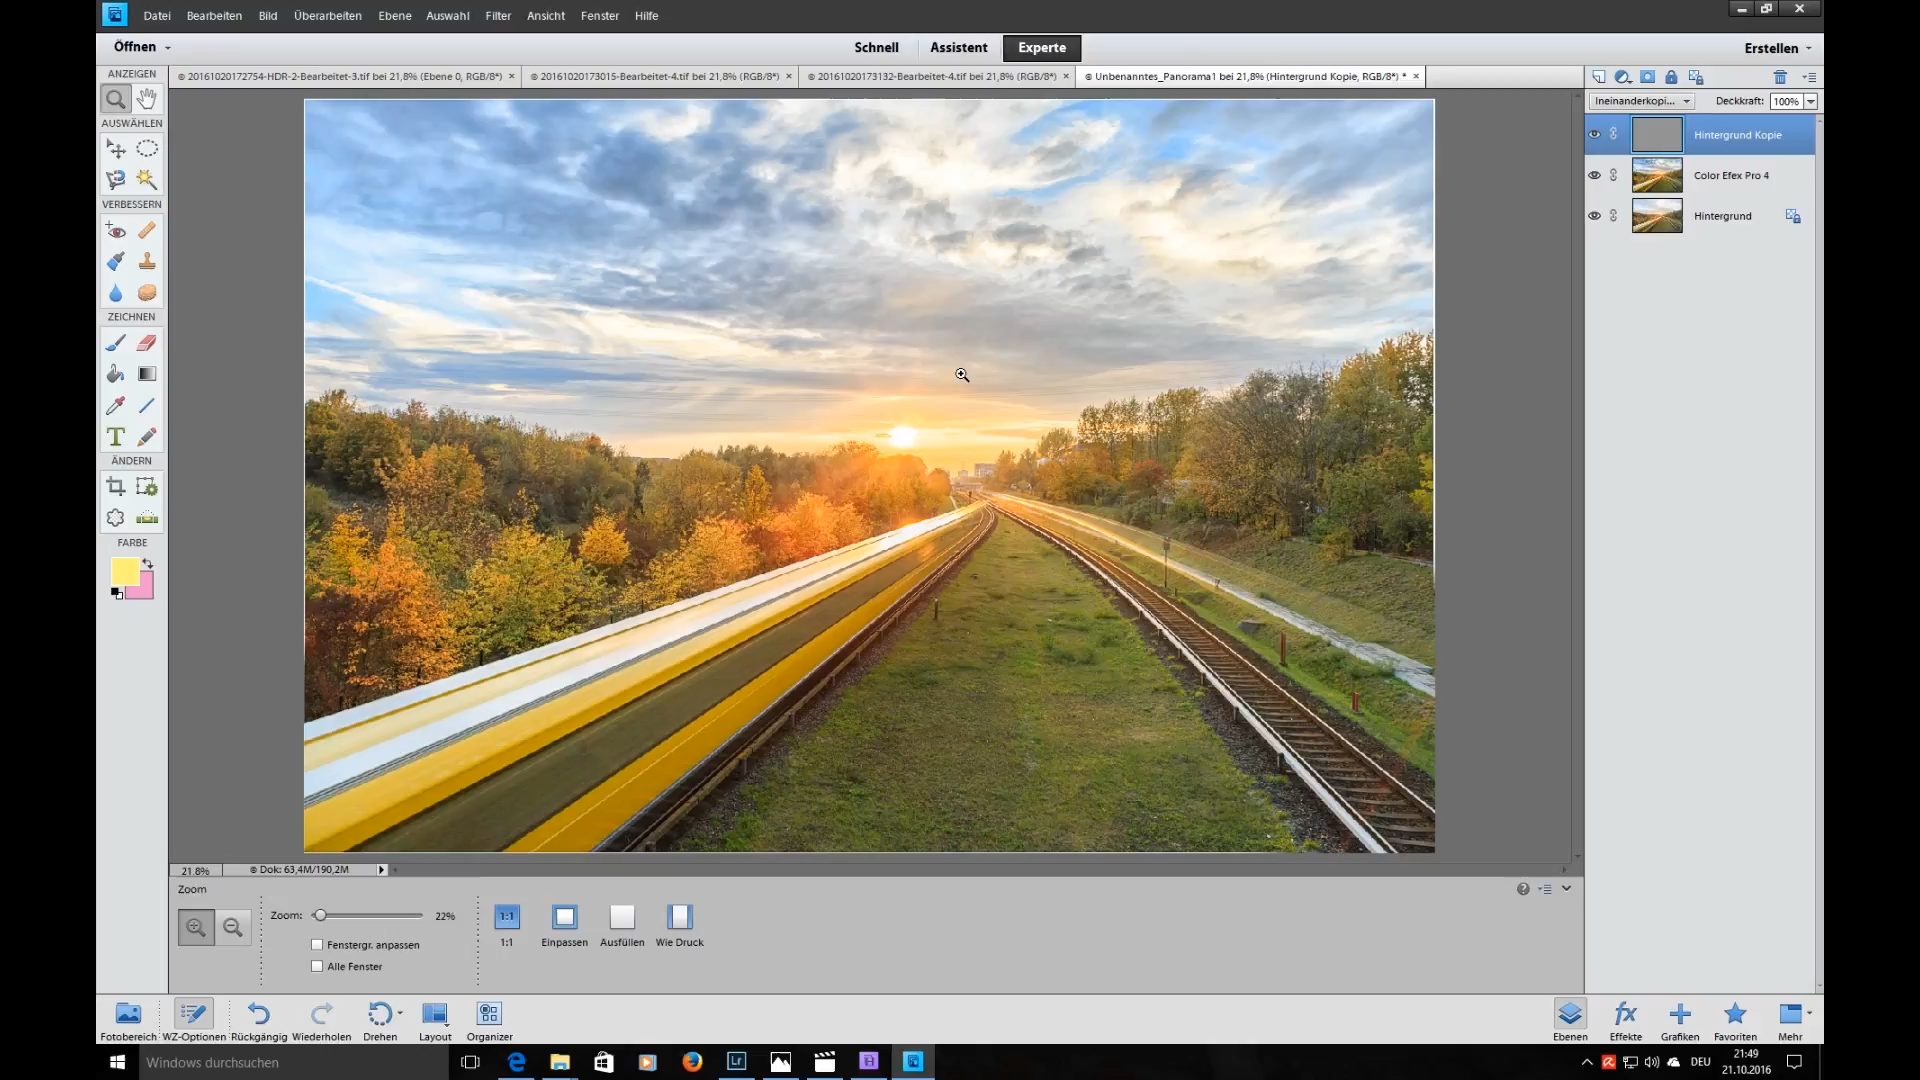 Datei Bearbeiten Bild Überarbeiten Ebene Auswahl Filter Ansicht Fenster Hilfe
Öffnen
Schnell Assistent Experte
Erstellen
ANZEIGEN
20161020172754-HDR-2-Bearbeitet-3.tif bei 21,8% (Ebene 0, RGB/8*) ×
20161020173015-Bearbeitet-4.tif bei 21,8% (RGB/8*) ×
20161020173132-Bearbeitet-4.tif bei 21,8% (RGB/8*) ×
Unbenanntes_Panorama1 bei 21,8% (Hintergrund Kopie, RGB/8*) * ×
Ineinanderkopi... Deckkraft: 100%
AUSWÄHLEN
Hintergrund Kopie
Color Efex Pro 4
VERBESSERN
Hintergrund
ZEICHNEN
T
ÄNDERN
FARBE
21.8% Dok: 63,4M/190,2M
Zoom
Zoom: 22%
1:1
1:1 Einpassen Ausfüllen Wie Druck
Fenstergr. anpassen
Alle Fenster
Fotobereich WZ-Optionen Rückgängig Wiederholen Drehen Layout Organizer
fx
Ebenen Effekte Grafiken Favoriten Mehr
Windows durchsuchen
Lr
DEU
21:49
21.10.2016